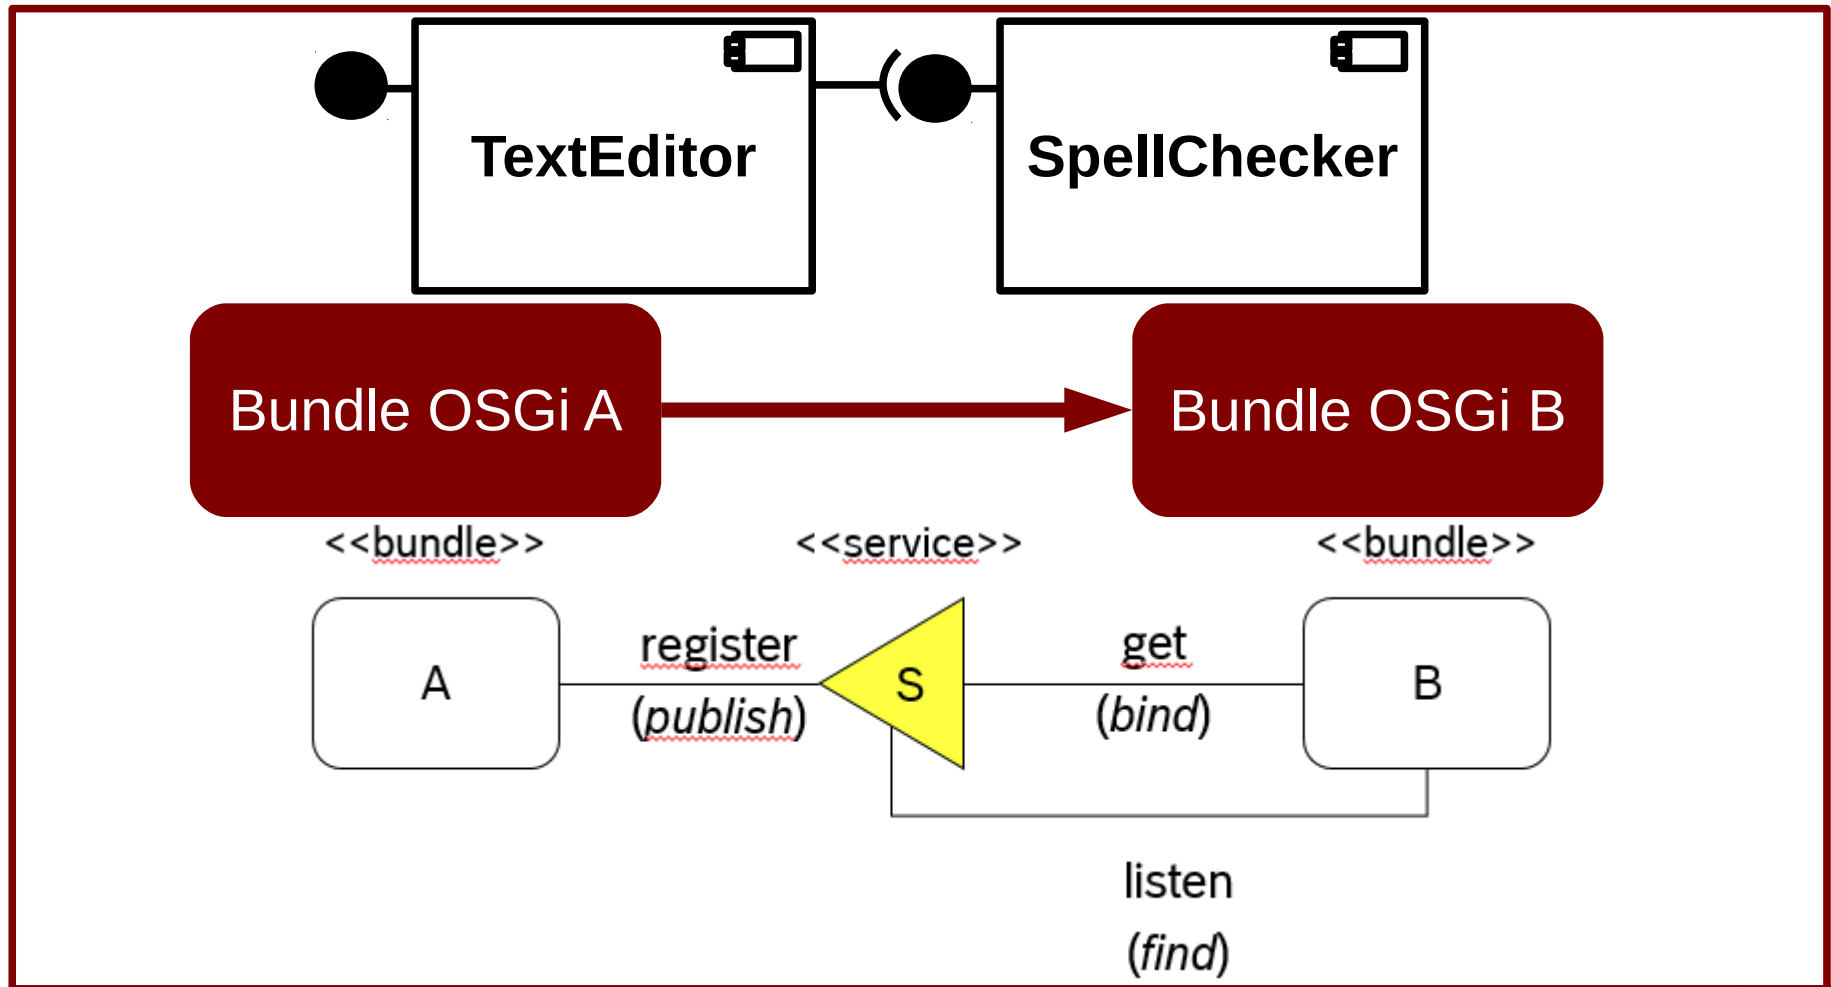 TextEditor
SpellChecker
Bundle OSGi A
Bundle OSGi B
<<bundle>>
<<service>>
<<bundle>>
A
register
(publish)
S
get
(bind)
B
listen
(find)